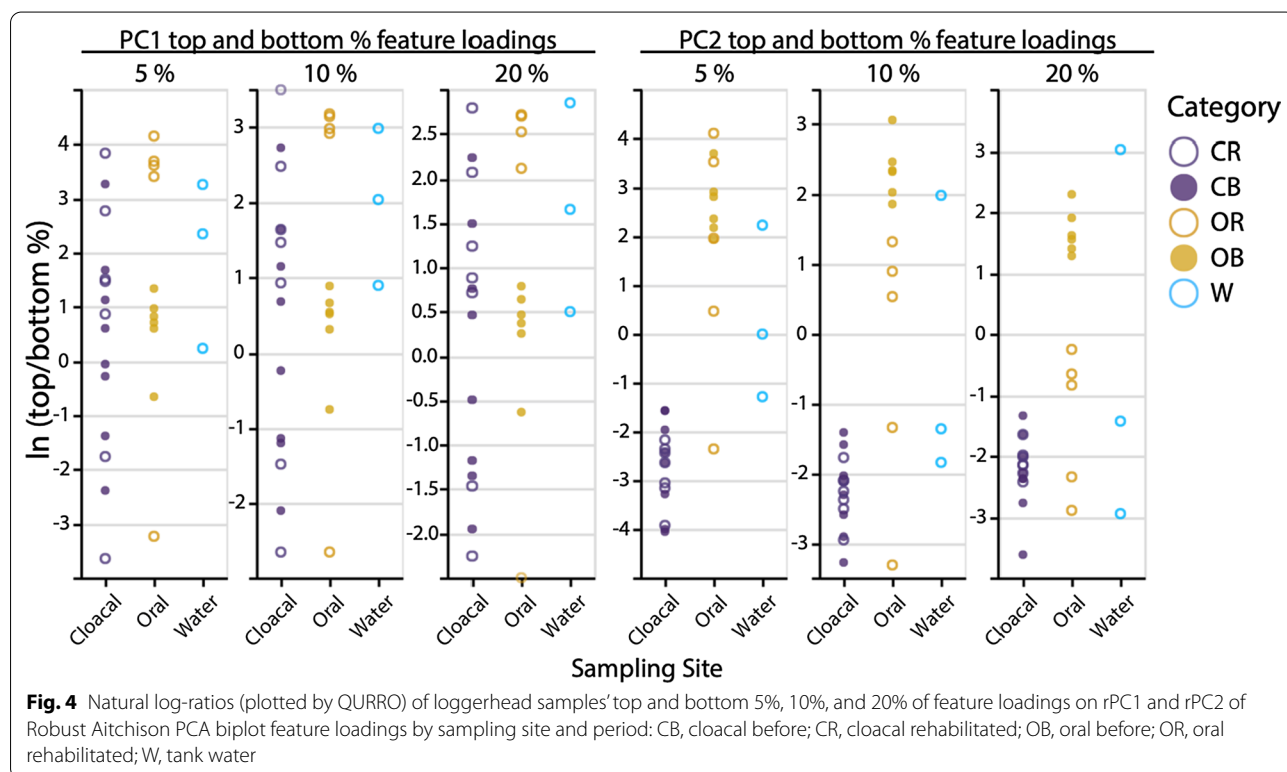 PC1 top and bottom % feature loadings
PC2 top and bottom % feature loadings
5 %
10 %
20 %
5 %
10 %
20 %
ln (top/bottom %)
4
3
2
1
0
-1
-2
-3
3
2
1
0
-1
-2
2.5
2.0
1.5
1.0
0.5
0.0
-0.5
-1.0
-1.5
-2.0
4
3
2
1
0
-1
-2
-3
-4
3
2
1
0
-1
-2
-3
3
2
1
0
-1
-2
-3
Cloacal Oral Water
Cloacal Oral Water
Cloacal Oral Water
Cloacal Oral Water
Cloacal Oral Water
Cloacal Oral Water
Sampling Site
Category
CR
CB
OR
OB
W
Fig. 4 Natural log-ratios (plotted by QURRO) of loggerhead samples' top and bottom 5%, 10%, and 20% of feature loadings on rPC1 and rPC2 of
Robust Aitchison PCA biplot feature loadings by sampling site and period: CB, cloacal before; CR, cloacal rehabilitated; OB, oral before; OR, oral
rehabilitated; W, tank water